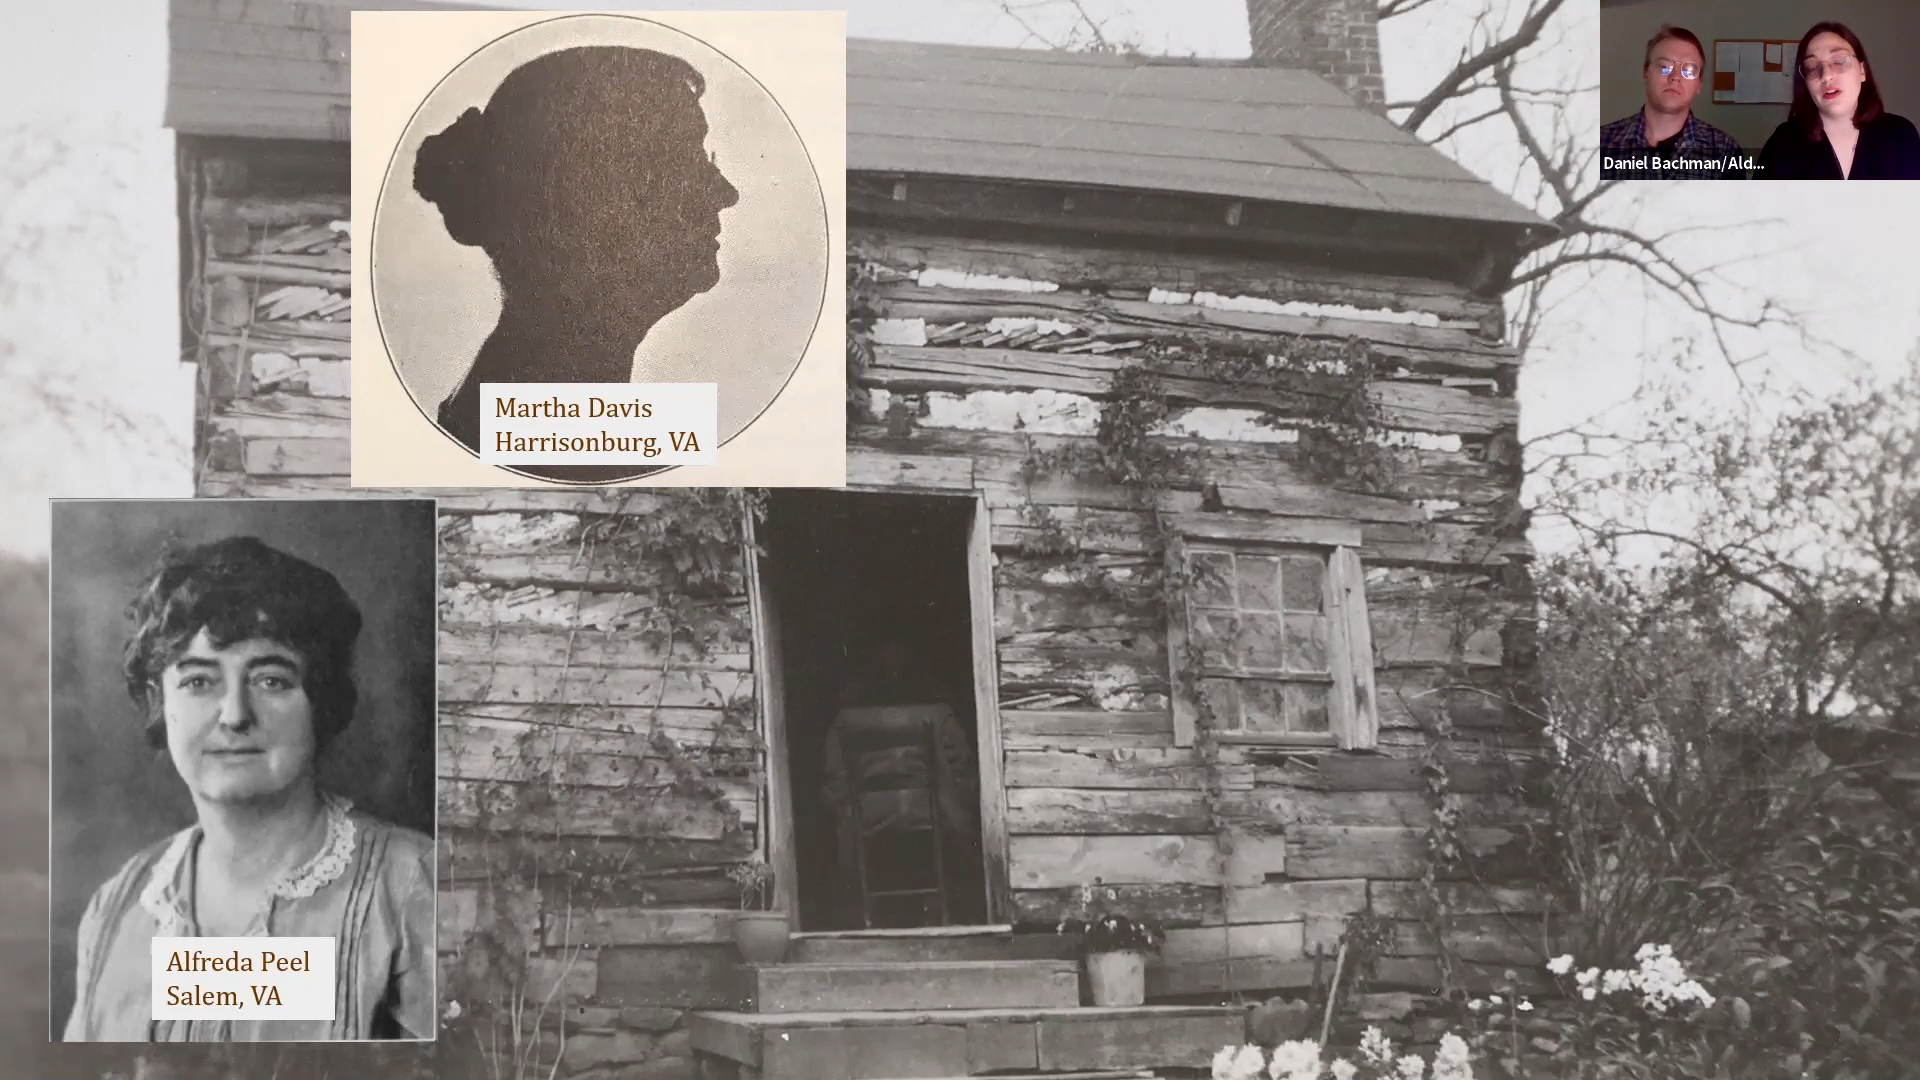 Martha Davis
Harrisonburg, VA
Alfreda Peel
Salem, VA
Daniel Bachman/Ald...